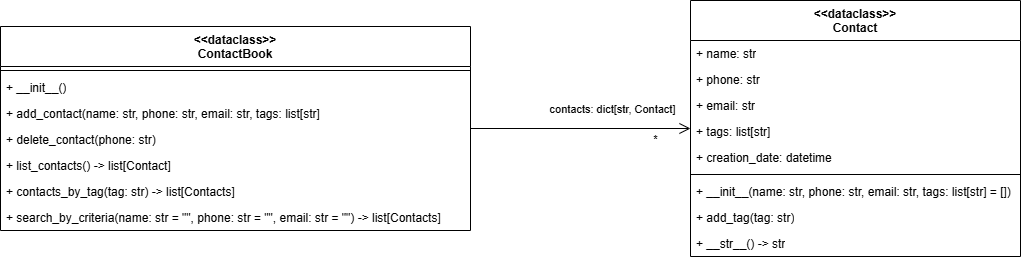 <<dataclass>>
ContactBook
+ __init__()
+ add_contact(name: str, phone: str, email: str, tags: list[str]
+ delete_contact(phone: str)
+ list_contacts() -> list[Contact]
+ contacts_by_tag(tag: str) -> list[Contacts]
+ search_by_criteria(name: str = "", phone: str = "", email: str = "") -> list[Contacts]
contacts: dict[str, Contact]
*
<<dataclass>>
Contact
+ name: str
+ phone: str
+ email: str
+ tags: list[str]
+ creation_date: datetime
+ __init__(name: str, phone: str, email: str, tags: list[str] = [])
+ add_tag(tag: str)
+ __str__() -> str